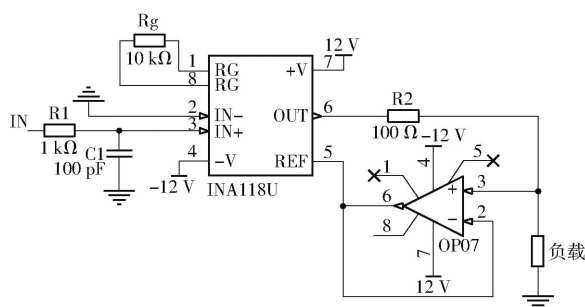 Rg
10 kΩ
1
8
RG
RG
+V
7
12 V
IN
R1
1 kΩ
C1
100 pF
2
3
IN−
IN+
OUT
6
R2
100 Ω
4
−12 V
−V
REF
5
INA118U
−12 V
4
5
1
6
8
+
−
3
2
OP07
7
12 V
负载